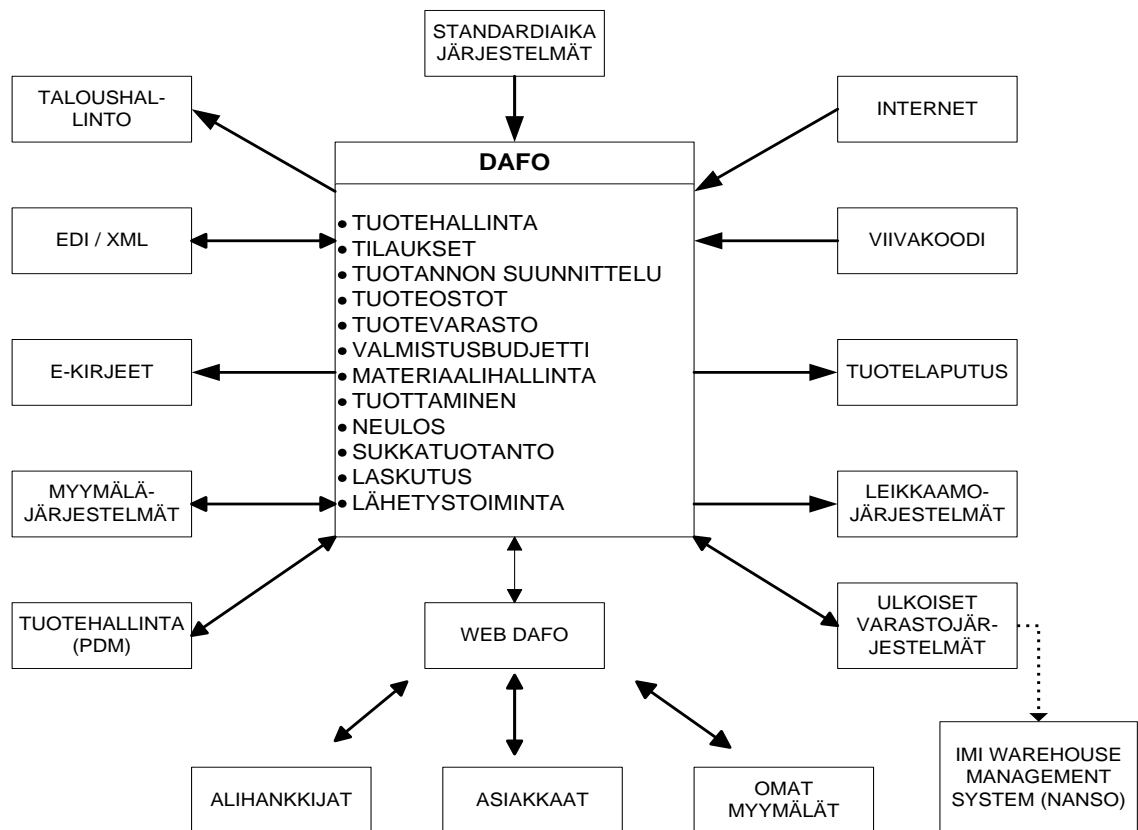 STANDARDIAIKA
JÄRJESTELMÄT
TALOUSHAL-
LINTO
INTERNET
DAFO
EDI / XML
VIIVAKOODI
• TUOTEHALLINTA
• TILAUKSET
• TUOTANNON SUUNNITTELU
• TUOTEOSTOT
• TUOTEVARASTO
• VALMISTUSBUDJETTI
• MATERIAALIHALLINTA
• TUOTTAMINEN
• NEULOS
• SUKKATUOTANTO
• LASKUTUS
• LÄHETYSTOIMINTA
E-KIRJEET
TUOTELAPUTUS
MYYMÄLÄ-
JÄRJESTELMÄT
LEIKKAAMO-
JÄRJESTELMÄT
TUOTEHALLINTA
(PDM)
WEB DAFO
ULKOISET
VARASTOJÄR-
JESTELMÄT
ALIHANKKIJAT
ASIAKKAAT
OMAT
MYYMÄLÄT
IMI WAREHOUSE
MANAGEMENT
SYSTEM (NANSO)